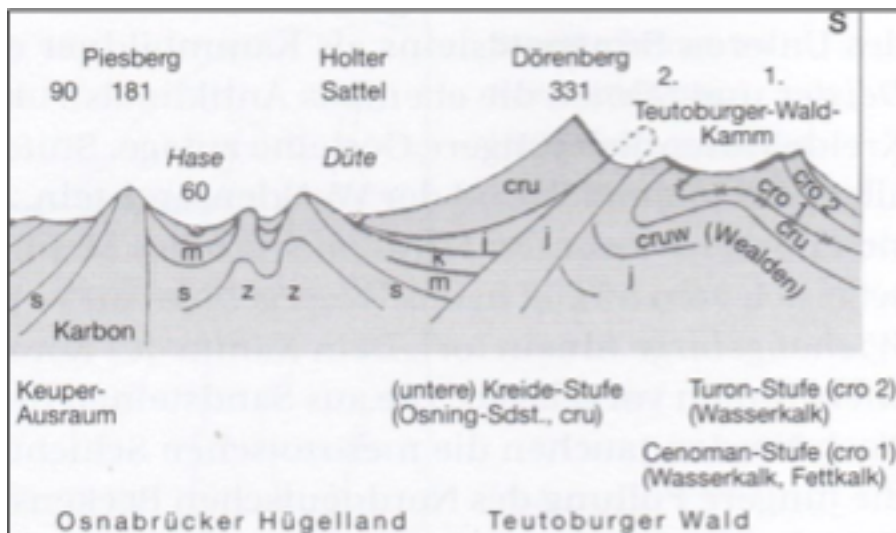 S
Piesberg Holter Dörenberg 2. 1.
90 181 Sattel 331 Teutoburger-Wald-
Kamm
Hase Düte
60
cru cro cro 2
m k i j cruw (Wealden) cru
s s z z s m j
Karbon
Keuper-
Ausraum
(untere) Kreide-Stufe
(Osning-Sdst., cru)
Turon-Stufe (cro 2)
(Wasserkalk)
Cenoman-Stufe (cro 1)
(Wasserkalk, Fettkalk)
Osnabrücker Hügelland Teutoburger Wald